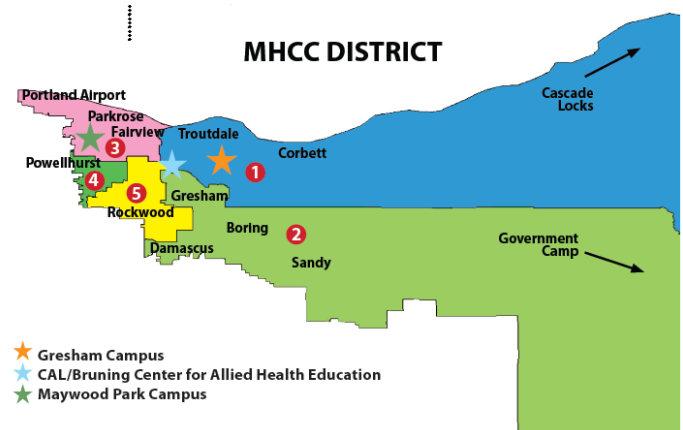 MHCC DISTRICT
Portland Airport
Cascade
Locks
Parkrose
Fairview
Troutdale
3
Corbett
Powellhurst
1
4
5
Gresham
Rockwood
Boring
2
Government
Camp
Damascus
Sandy
Gresham Campus
CAL/Bruning Center for Allied Health Education
Maywood Park Campus